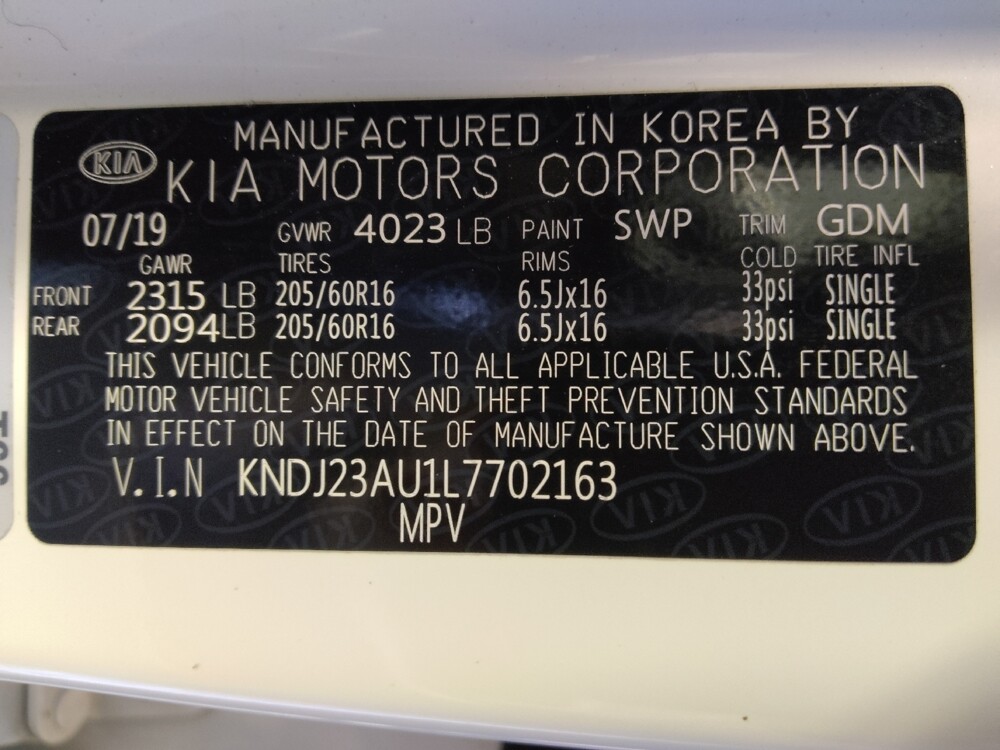 MANUFACTURED IN KOREA BY
KIA KIA MOTORS CORPORATION
07/19 GVWR 4023 LB PAINT SWP TRIM GDM
GAWR TIRES RIMS COLD TIRE INFL
FRONT 2315 LB 205/60R16 6.5Jx16 33psi SINGLE
REAR 2094LB 205/60R16 6.5Jx16 33psi SINGLE
THIS VEHICLE CONFORMS TO ALL APPLICABLE U.S.A. FEDERAL
MOTOR VEHICLE SAFETY AND THEFT PREVENTION STANDARDS
IN EFFECT ON THE DATE OF MANUFACTURE SHOWN ABOVE.
V.I.N KNDJ23AU1L7702163
MPV